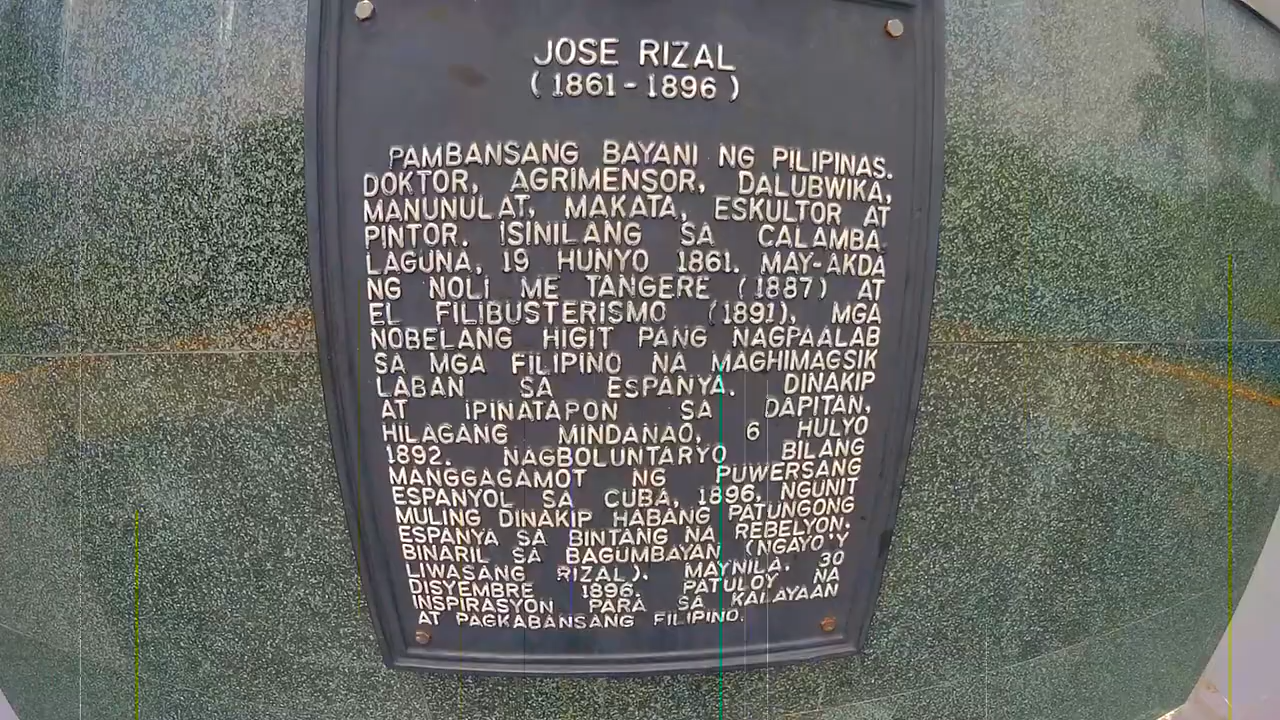 JOSE RIZAL
(1861-1896)
PAMBANSANG BAYANI NG PILIPINAS.
DOKTOR, AGRIMENSOR, DALUBWIKA,
MANUNULAT, MAKATA, ESKULTOR AT
PINTOR. ISINILANG SA CALAMBA
LAGUNA, 19 HUNYO 1861. MAY-AKDA
NG NOLI ME TANGERE (1887) AT
EL FILIBUSTERISMO (1891), MGA
NOBELANG HIGIT PANG NAGPAALAB
SA MGA FILIPINO NA MAGHIMAGSIK
LABAN SA ESPANYA. DINAKIP
AT IPINATAPON SA DAPITAN,
HILAGANG MINDANAO, 6 HULYO
1892. NAGBOLUNTARYO BILANG
MANGGAGAMOT NG PUWERSANG
ESPANYOL SA CUBA, 1896, NGUNIT
MULING DINAKIP HABANG PATUNGONG
ESPANYA SA BINTANG NA REBELYON.
BINARIL SA BAGUMBAYAN (NGAYO'Y
LIWASANG RIZAL). MAYNILA. 30
DISYEMBRE 1896. PATULOY NA
INSPIRASYON PARA SA KALAYAAN
AT PAGKABANSANG FILIPINO.